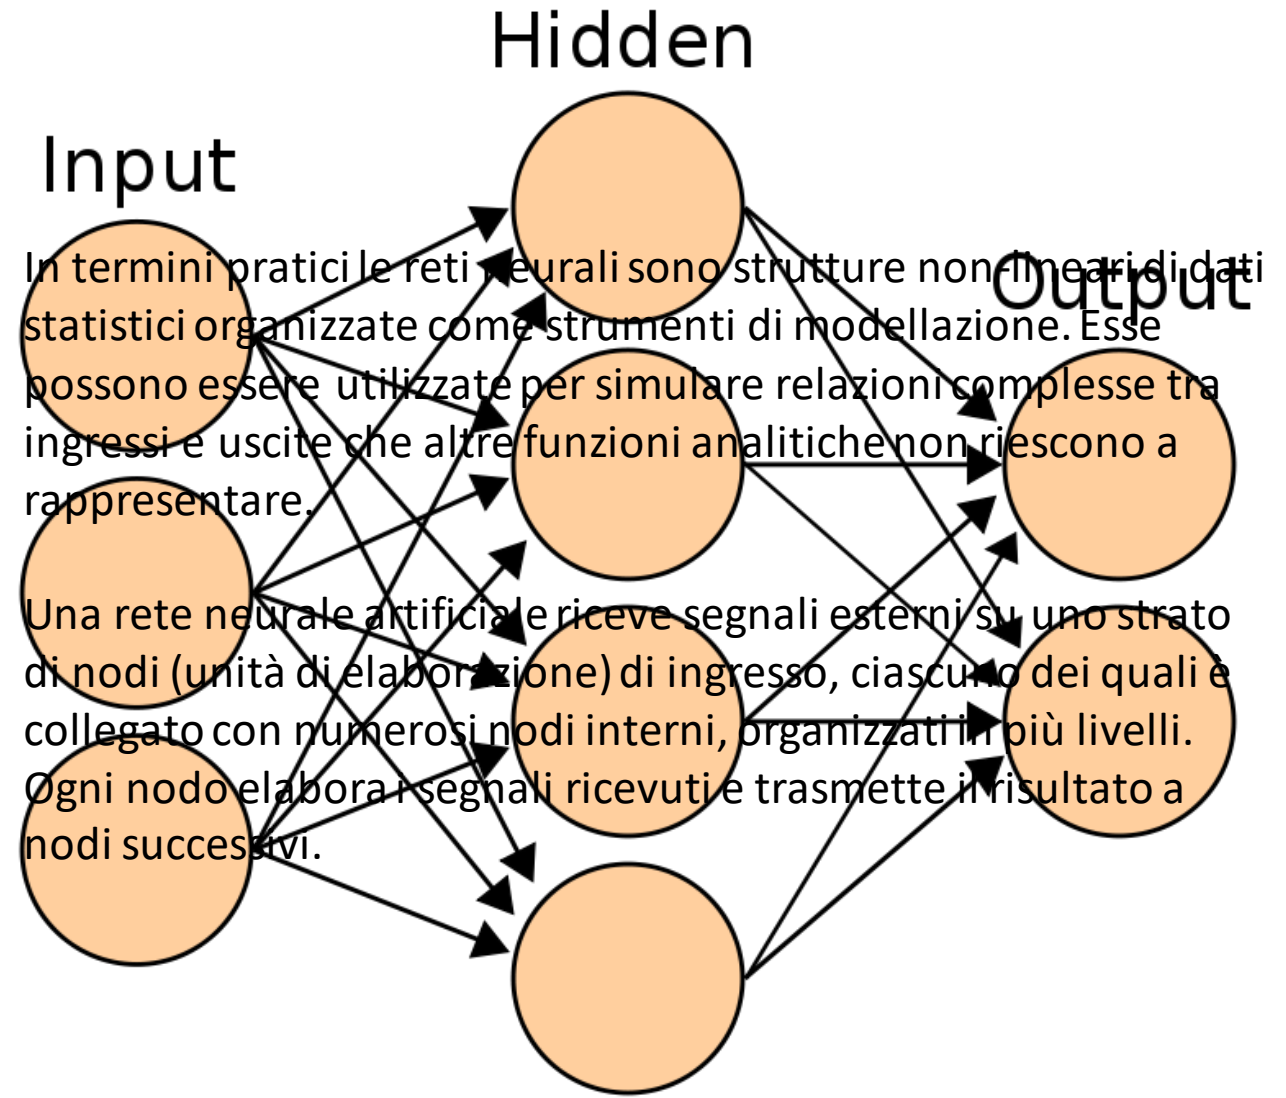 Hidden
Input
Output
In termini pratici le reti neurali sono strutture non-lineari di dati
statistici organizzate come strumenti di modellazione. Esse
possono essere utilizzate per simulare relazioni complesse tra
ingressi e uscite che altre funzioni analitiche non riescono a
rappresentare.
Una rete neurale artificiale riceve segnali esterni su uno strato
di nodi (unità di elaborazione) di ingresso, ciascuno dei quali è
collegato con numerosi nodi interni, organizzati in più livelli.
Ogni nodo elabora i segnali ricevuti e trasmette il risultato a
nodi successivi.